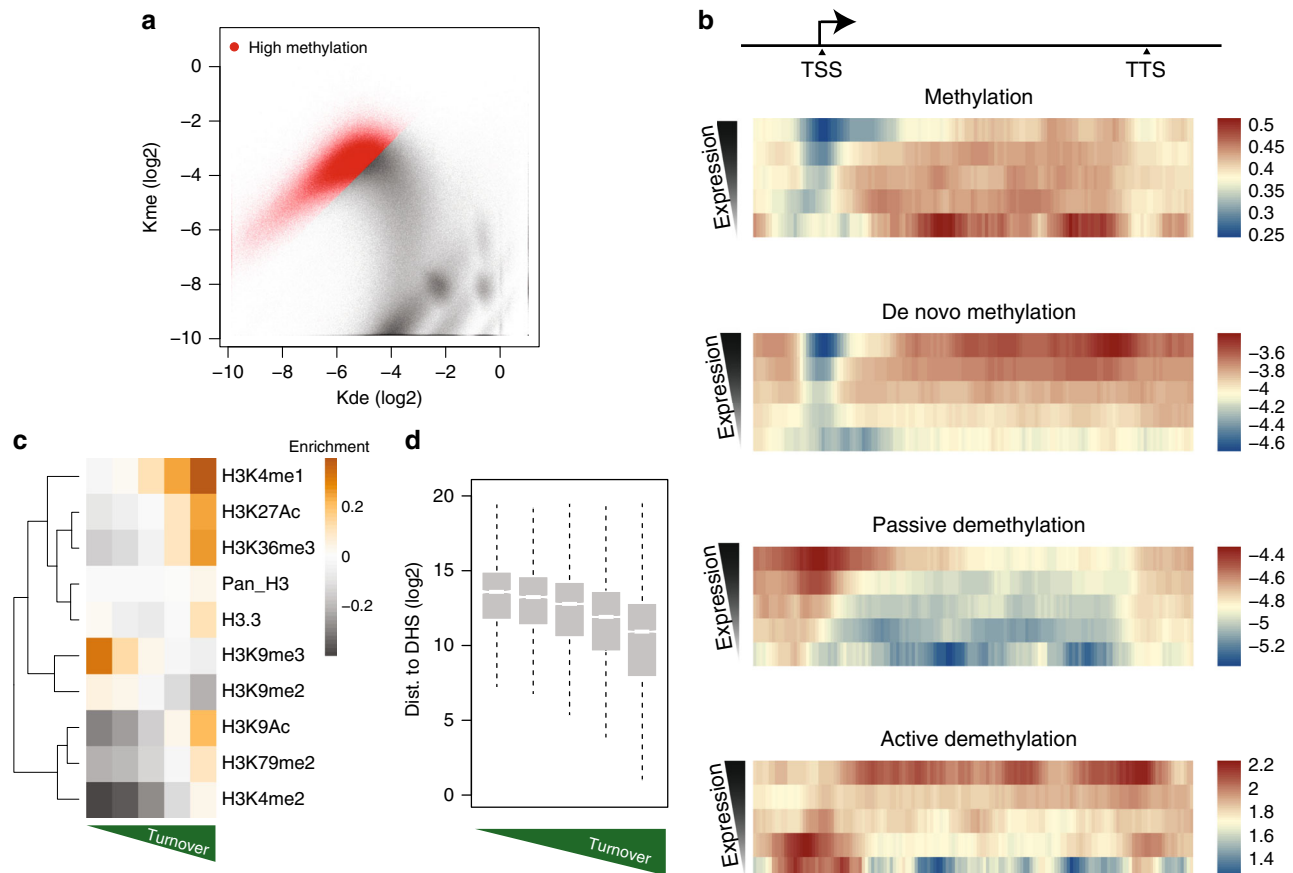 a
High methylation
0
−2
−4
−6
−8
−10
Kme (log2)
−10 −8 −6 −4 −2 0
Kde (log2)
b
TSS TTS
Methylation
Expression
0.5
0.45
0.4
0.35
0.3
0.25
De novo methylation
Expression
−3.6
−3.8
−4
−4.2
−4.4
−4.6
Passive demethylation
Expression
−4.4
−4.6
−4.8
−5
−5.2
Active demethylation
Expression
2.2
2
1.8
1.6
1.4
c
Enrichment
0.2
0
−0.2
H3K4me1
H3K27Ac
H3K36me3
Pan_H3
H3.3
H3K9me3
H3K9me2
H3K9Ac
H3K79me2
H3K4me2
Turnover
d
20
15
10
5
0
Dist. to DHS (log2)
Turnover